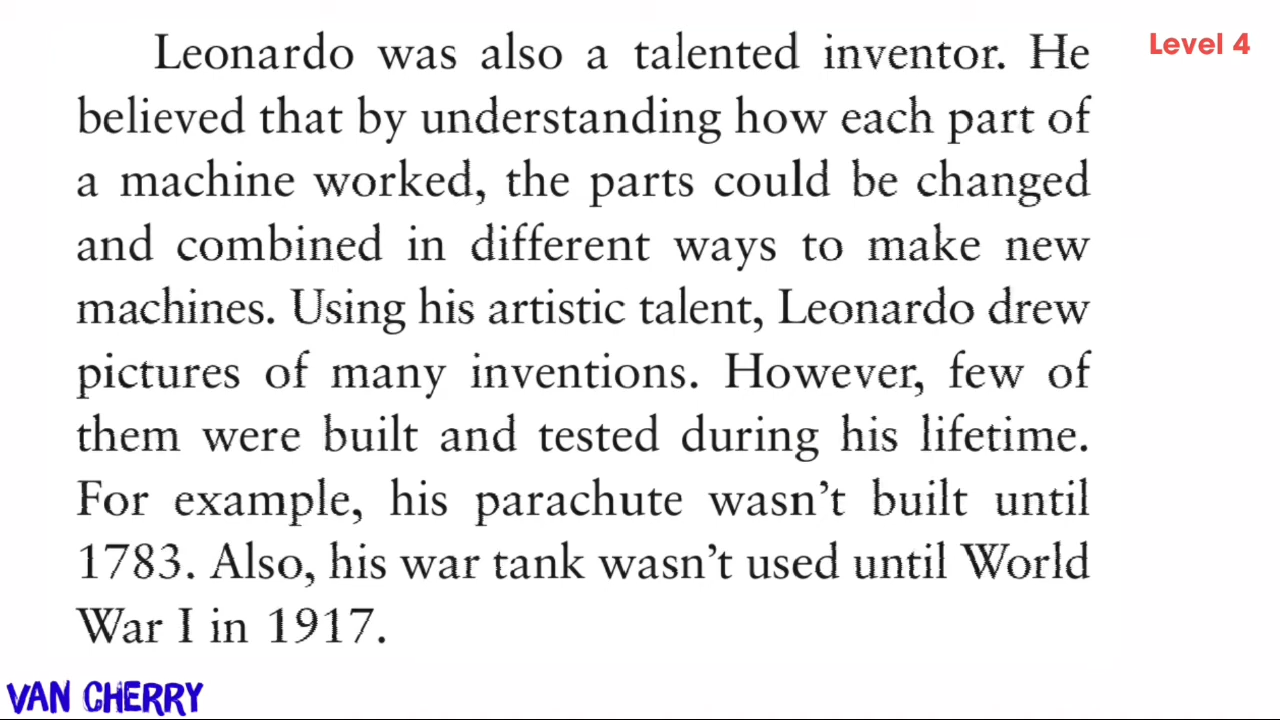 Leonardo was also a talented inventor. He
believed that by understanding how each part of
a machine worked, the parts could be changed
and combined in different ways to make new
machines. Using his artistic talent, Leonardo drew
pictures of many inventions. However, few of
them were built and tested during his lifetime.
For example, his parachute wasn’t built until
1783. Also, his war tank wasn’t used until World
War I in 1917.
Level 4
VAN CHERRY